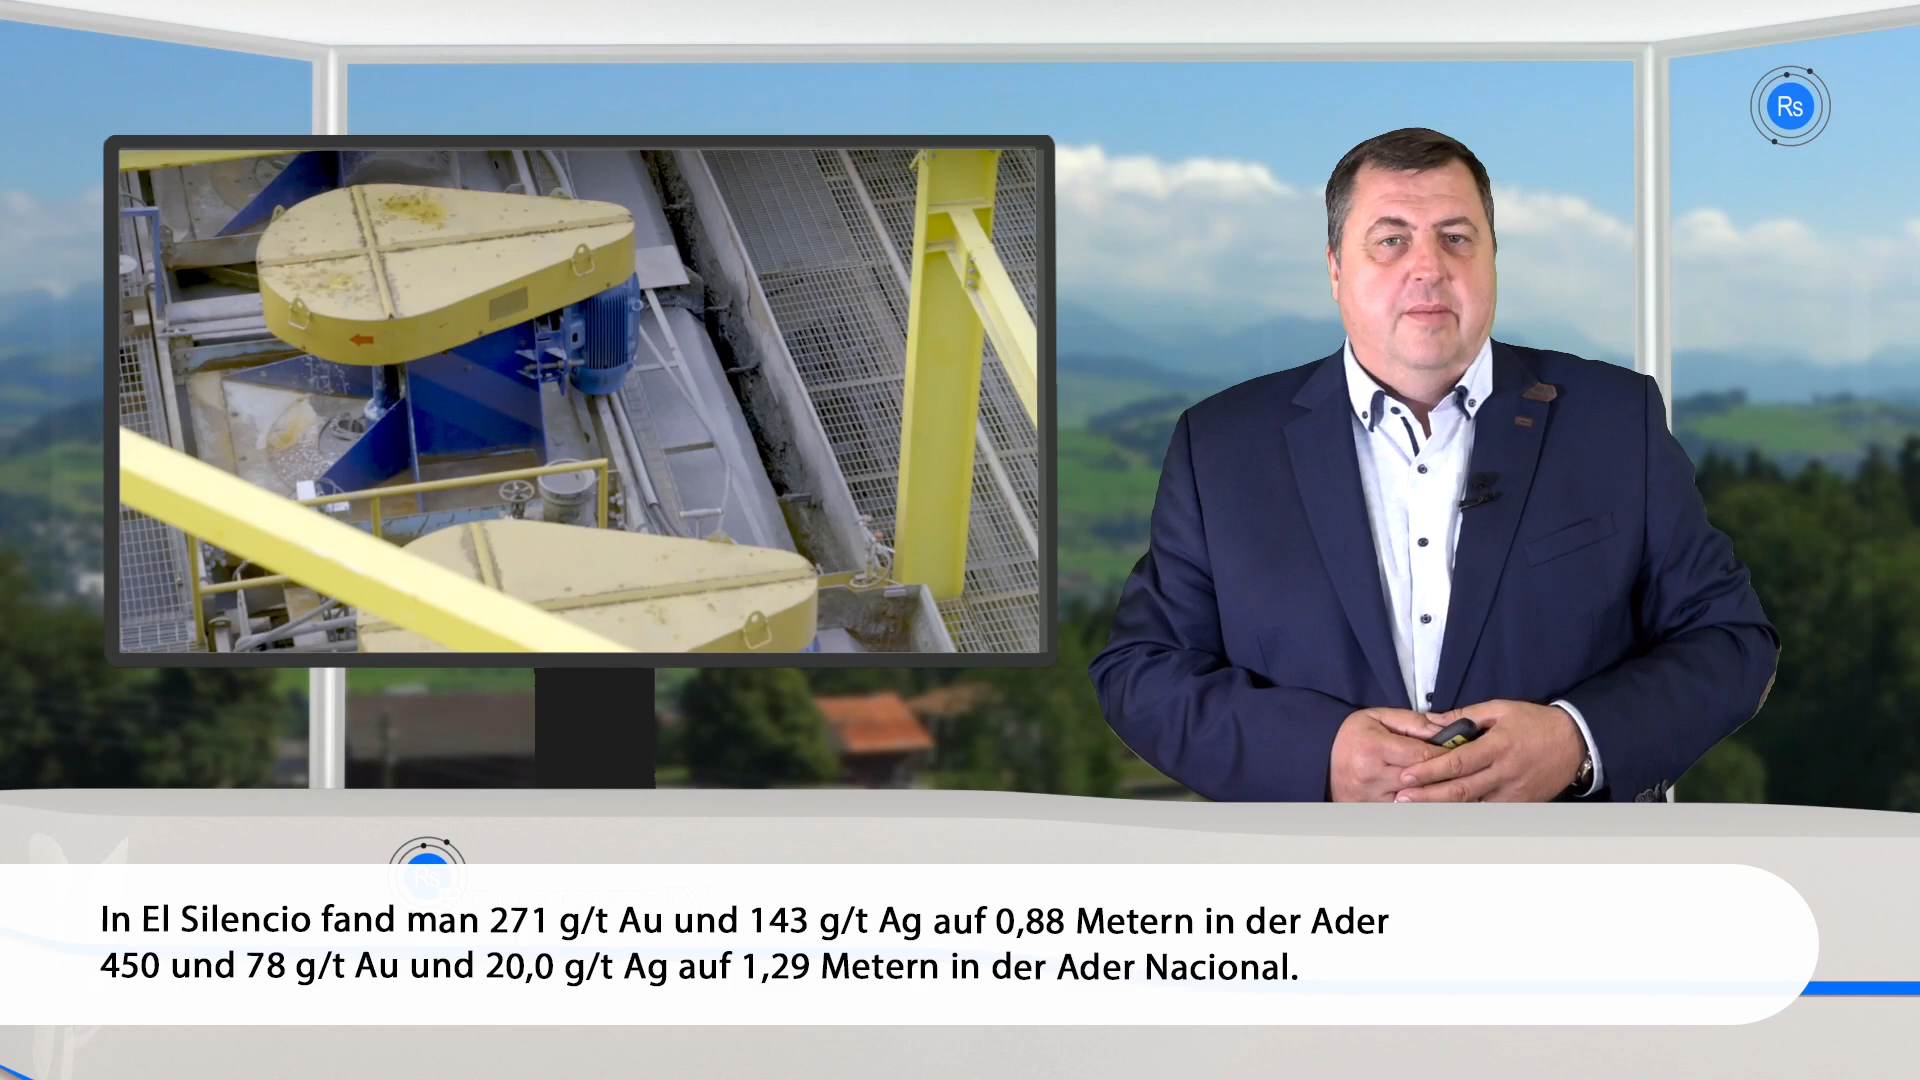 Rs
Rs
In El Silencio fand man 271 g/t Au und 143 g/t Ag auf 0,88 Metern in der Ader
450 und 78 g/t Au und 20,0 g/t Ag auf 1,29 Metern in der Ader Nacional.